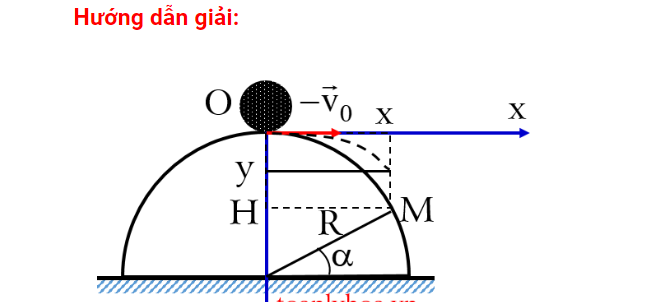 Hướng dẫn giải:
O
−v⃗₀
x
x
y
H
M
R
α